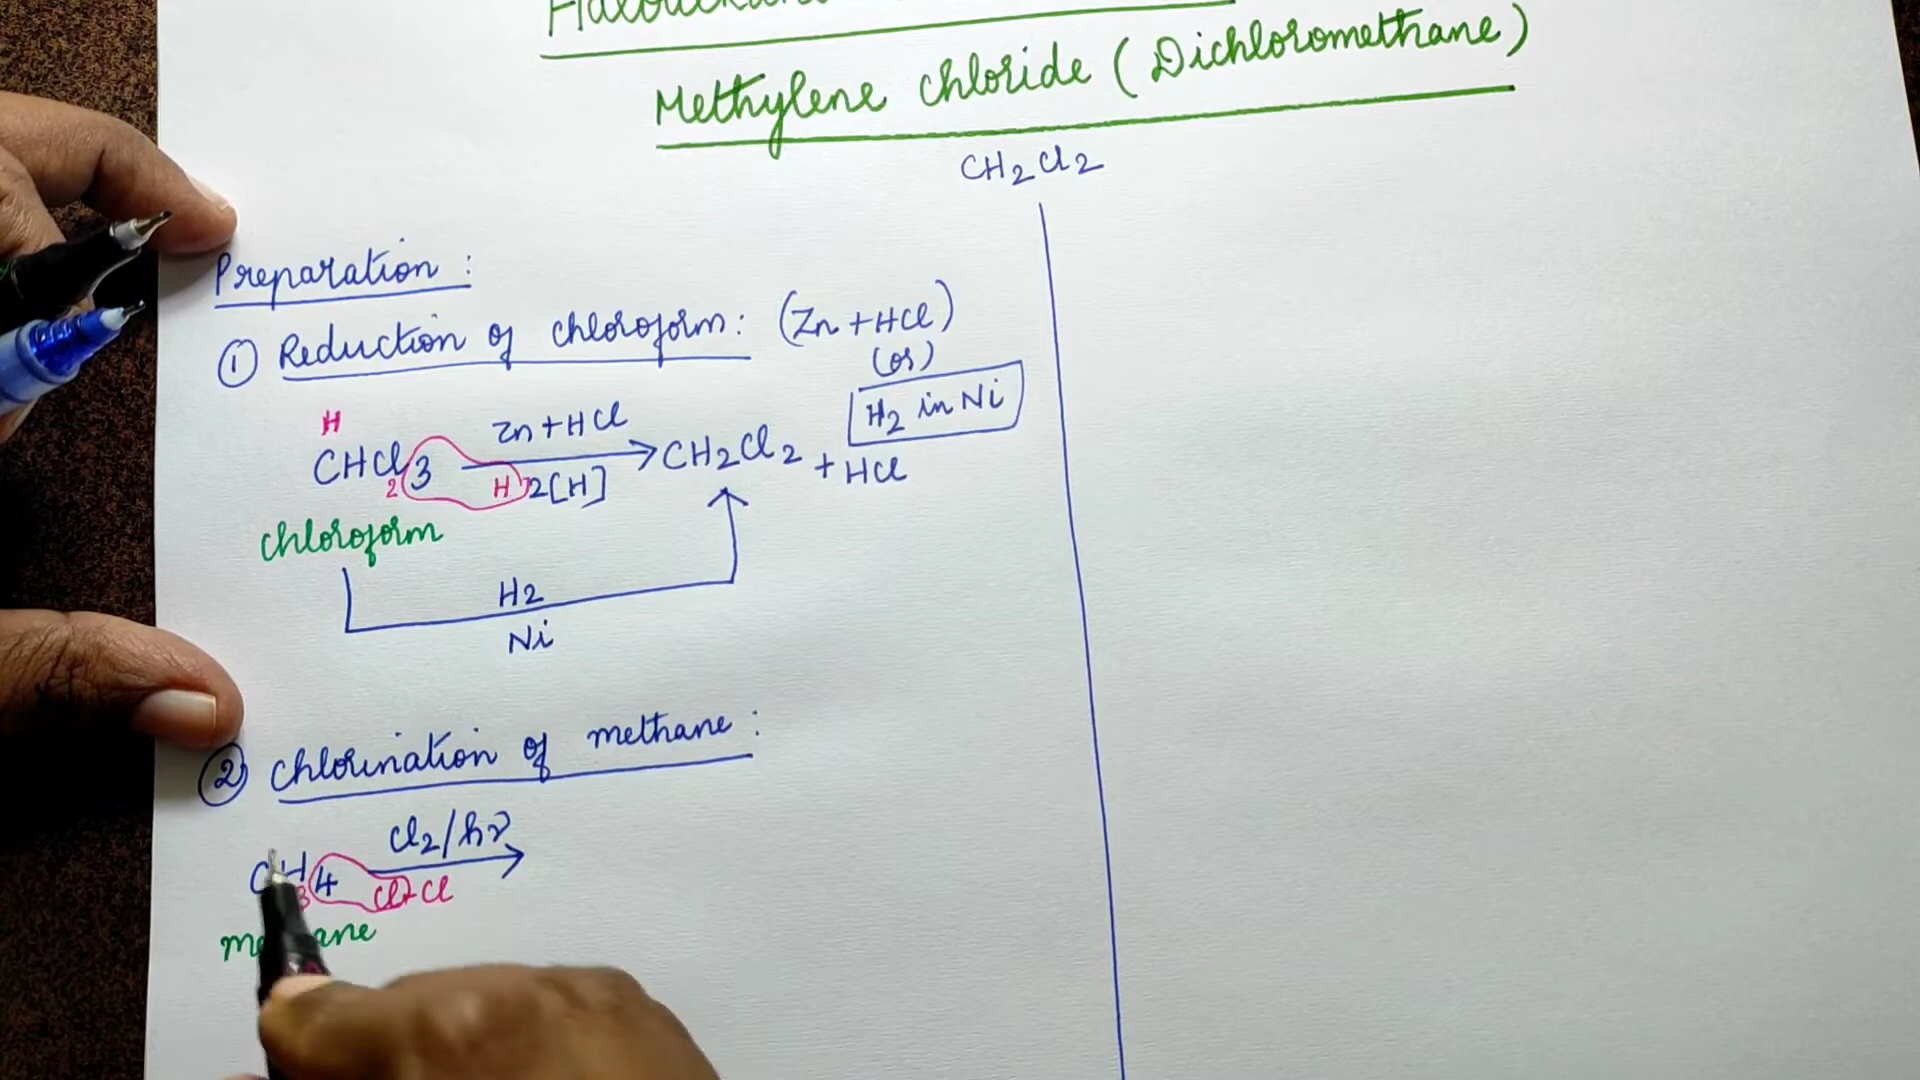 Methylene chloride (Dichloromethane)
CH2Cl2
Preparation :
① Reduction of chloroform : (Zn + HCl)
(or)
H2 in Ni
H
CHCl3 Zn + HCl CH2Cl2 + HCl
2 H 2[H]
chloroform
H2
Ni
② Chlorination of methane :
Cl2/hν
CH4
3 Cl-Cl
methane